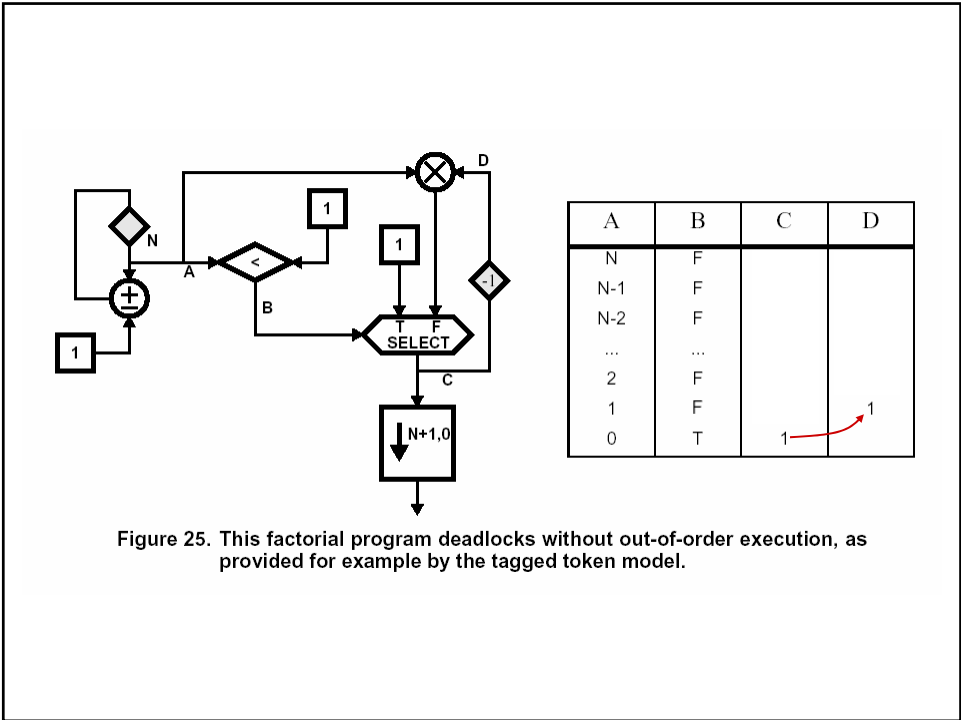 D
1
N
1
A
<
B
-1
T F
SELECT
1
C
N+1,0
A B C D
N F
N-1 F
N-2 F
... ...
2 F
1 F 1
0 T 1
Figure 25. This factorial program deadlocks without out-of-order execution, as
provided for example by the tagged token model.